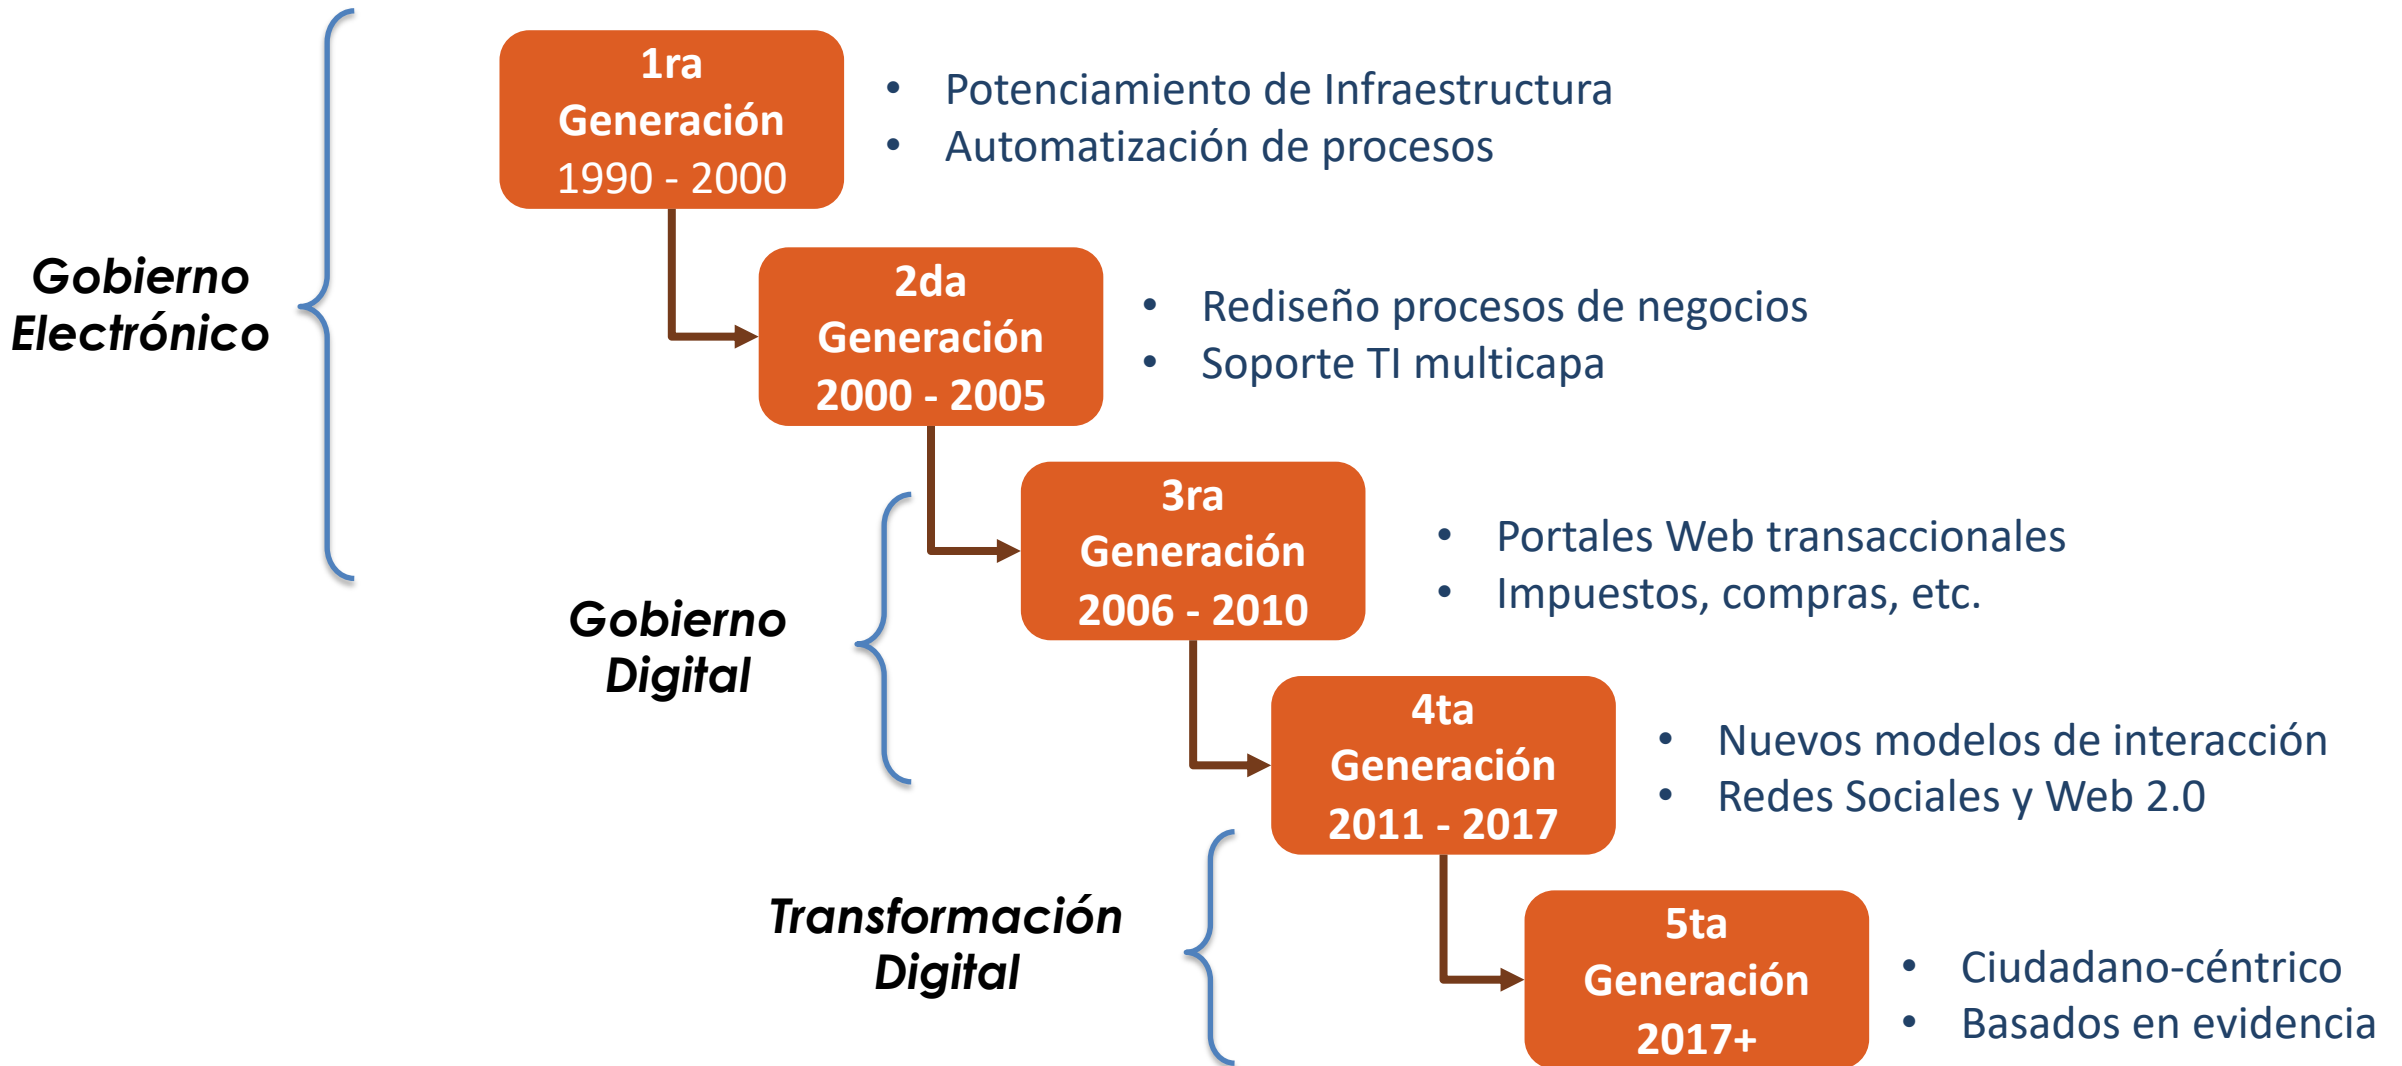 Gobierno
Electrónico
1ra
Generación
1990 - 2000
• Potenciamiento de Infraestructura
• Automatización de procesos
2da
Generación
2000 - 2005
• Rediseño procesos de negocios
• Soporte TI multicapa
Gobierno
Digital
3ra
Generación
2006 - 2010
• Portales Web transaccionales
• Impuestos, compras, etc.
4ta
Generación
2011 - 2017
• Nuevos modelos de interacción
• Redes Sociales y Web 2.0
Transformación
Digital
5ta
Generación
2017+
• Ciudadano-céntrico
• Basados en evidencia